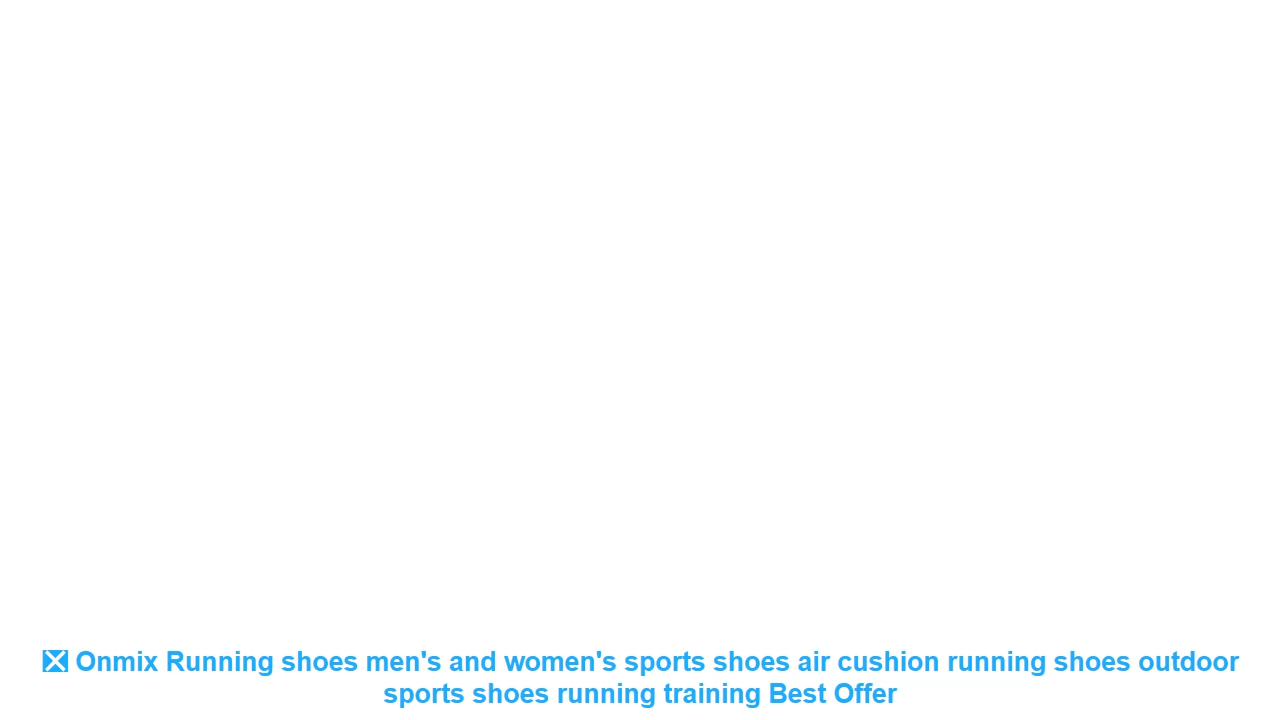 ❎ Onmix Running shoes men's and women's sports shoes air cushion running shoes outdoor
sports shoes running training Best Offer